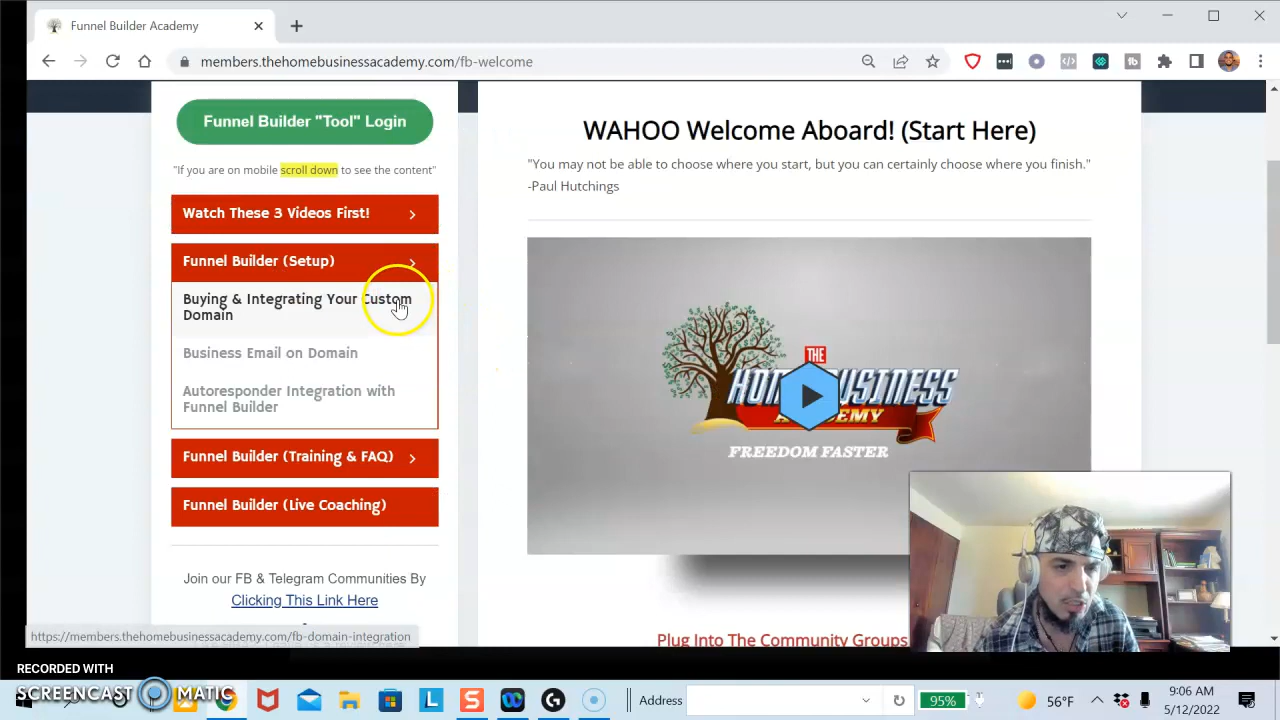 Funnel Builder Academy
members.thehomebusinessacademy.com/fb-welcome
Funnel Builder "Tool" Login
"If you are on mobile scroll down to see the content"
Watch These 3 Videos First!
Funnel Builder (Setup)
Buying & Integrating Your Custom
Domain
Business Email on Domain
Autoresponder Integration with
Funnel Builder
Funnel Builder (Training & FAQ)
Funnel Builder (Live Coaching)
Join our FB & Telegram Communities By
Clicking This Link Here
WAHOO Welcome Aboard! (Start Here)
"You may not be able to choose where you start, but you can certainly choose where you finish."
-Paul Hutchings
THE
HOME BUSINESS
ACADEMY
FREEDOM FASTER
Plug Into The Community Groups
https://members.thehomebusinessacademy.com/fb-domain-integration
RECORDED WITH
SCREENCAST MATIC
Address
95%
56°F
9:06 AM
5/12/2022